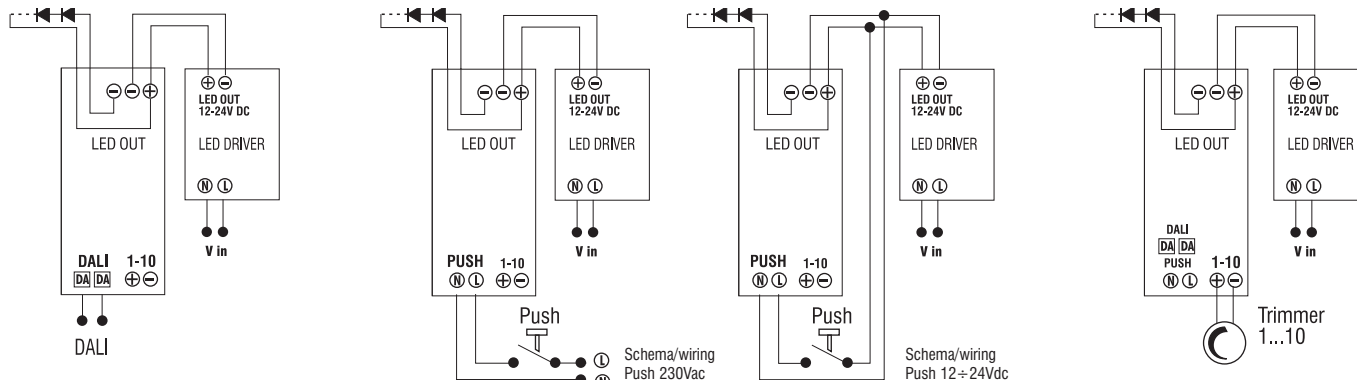 ⊖ ⊖ ⊕
LED OUT
DALI 1-10
DA DA ⊕ ⊖
DALI
⊕ ⊖
LED OUT
12-24V DC
LED DRIVER
N L
V in
⊖ ⊖ ⊕
LED OUT
PUSH 1-10
N L ⊕ ⊖
Push
L
N
Schema/wiring
Push 230Vac
⊕ ⊖
LED OUT
12-24V DC
LED DRIVER
N L
V in
⊖ ⊖ ⊕
LED OUT
PUSH 1-10
N L ⊕ ⊖
Push
Schema/wiring
Push 12÷24Vdc
⊕ ⊖
LED OUT
12-24V DC
LED DRIVER
N L
V in
⊖ ⊖ ⊕
LED OUT
DALI
DA DA
PUSH 1-10
N L ⊕ ⊖
Trimmer
1...10
⊕ ⊖
LED OUT
12-24V DC
LED DRIVER
N L
V in